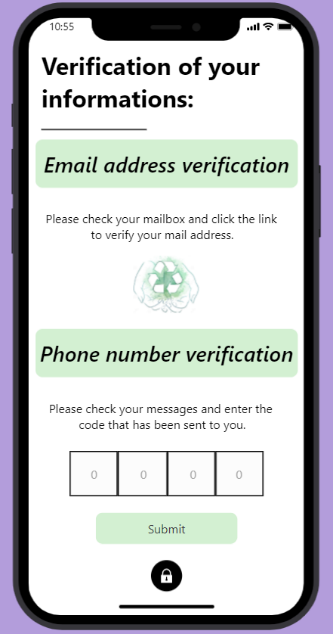 10:55
Verification of your
informations:
Email address verification
Please check your mailbox and click the link
to verify your mail address.
Phone number verification
Please check your messages and enter the
code that has been sent to you.
0 0 0 0
Submit